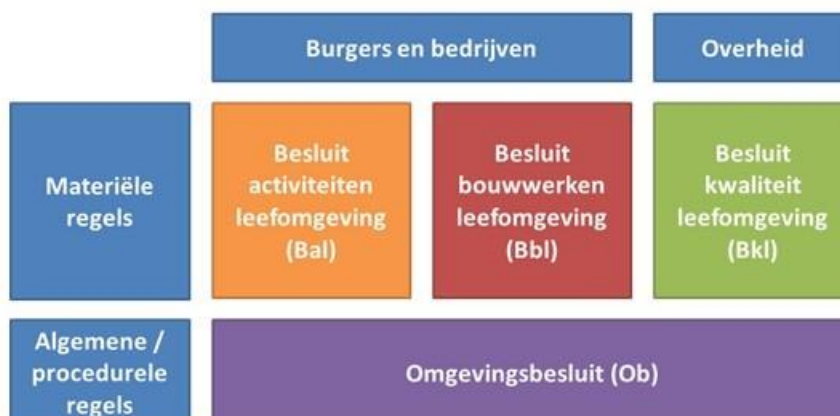 Burgers en bedrijven
Overheid
Materiële
regels
Besluit
activiteiten
leefomgeving
(Bal)
Besluit
bouwwerken
leefomgeving
(Bbl)
Besluit
kwaliteit
leefomgeving
(Bkl)
Algemene /
procedurele
regels
Omgevingsbesluit (Ob)